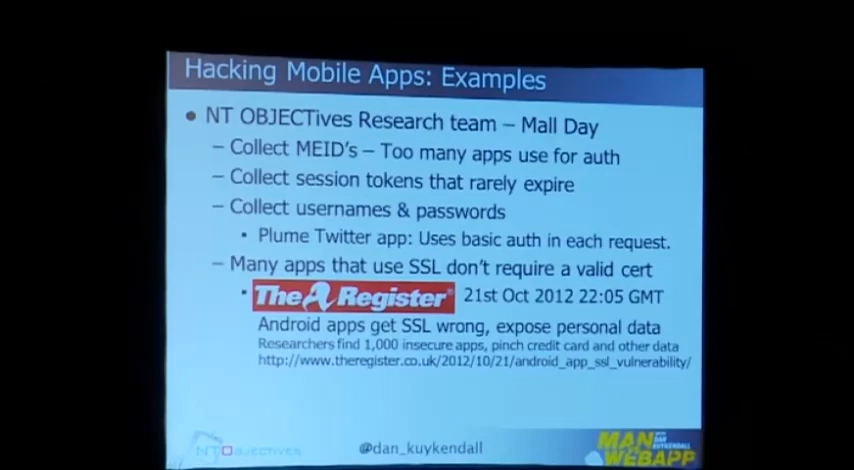 Hacking Mobile Apps: Examples
• NT OBJECTives Research team – Mall Day
– Collect MEID's – Too many apps use for auth
– Collect session tokens that rarely expire
– Collect usernames & passwords
• Plume Twitter app: Uses basic auth in each request.
– Many apps that use SSL don't require a valid cert
• The Register® 21st Oct 2012 22:05 GMT
Android apps get SSL wrong, expose personal data
Researchers find 1,000 insecure apps, pinch credit card and other data
http://www.theregister.co.uk/2012/10/21/android_app_ssl_vulnerability/
NTOBJECTIVES
@dan_kuykendall
MAN WITH DAN KUYKENDALL
WEBAPP